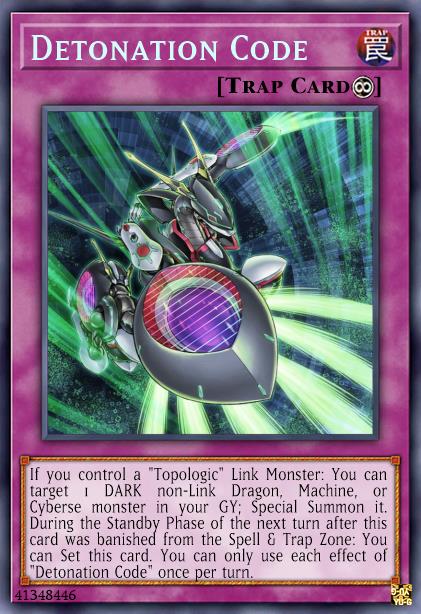 Detonation Code
TRAP
罠
[Trap Card]
If you control a "Topologic" Link Monster: You can
target 1 DARK non-Link Dragon, Machine, or
Cyberse monster in your GY; Special Summon it.
During the Standby Phase of the next turn after this
card was banished from the Spell & Trap Zone: You
can Set this card. You can only use each effect of
"Detonation Code" once per turn.
41348446